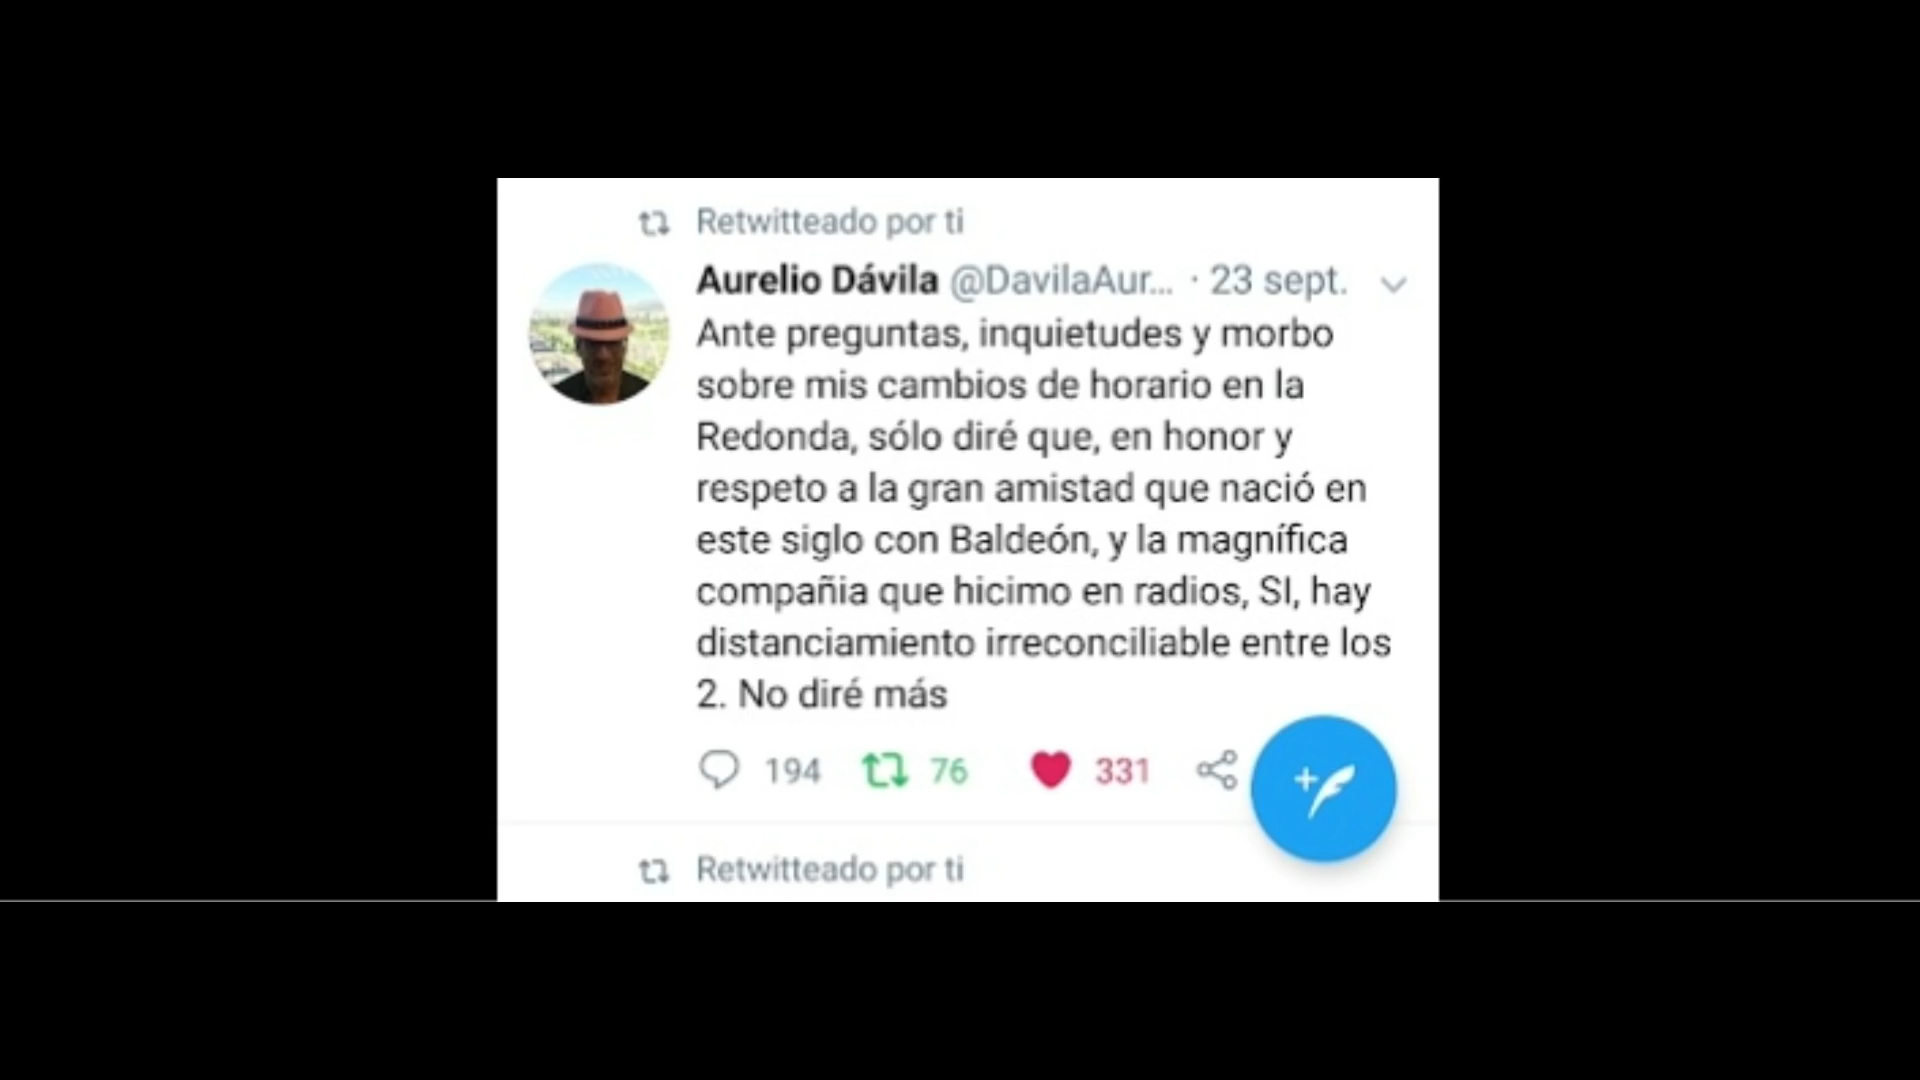 Retwitteado por ti
Aurelio Dávila @DavilaAur... · 23 sept.
Ante preguntas, inquietudes y morbo
sobre mis cambios de horario en la
Redonda, sólo diré que, en honor y
respeto a la gran amistad que nació en
este siglo con Baldeón, y la magnífica
compañia que hicimo en radios, SI, hay
distanciamiento irreconciliable entre los
2. No diré más
194 76 331
Retwitteado por ti